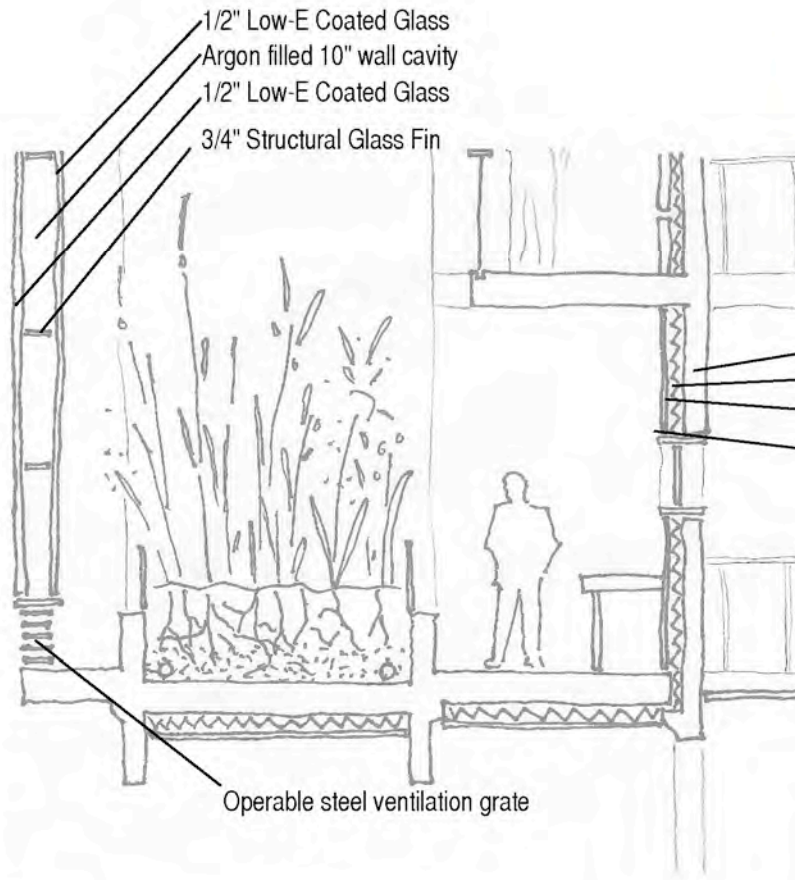 1/2" Low-E Coated Glass
Argon filled 10" wall cavity
1/2" Low-E Coated Glass
3/4" Structural Glass Fin
Operable steel ventilation grate